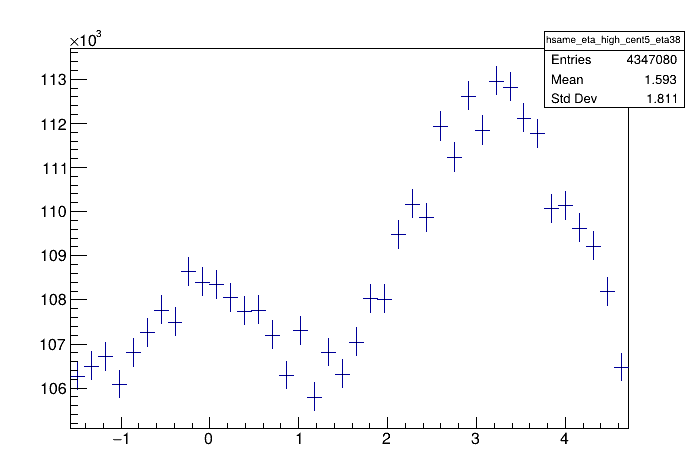 ×10³
hsame_eta_high_cent5_eta38
Entries 4347080
Mean 1.593
Std Dev 1.811
113
112
111
110
109
108
107
106
−1 0 1 2 3 4